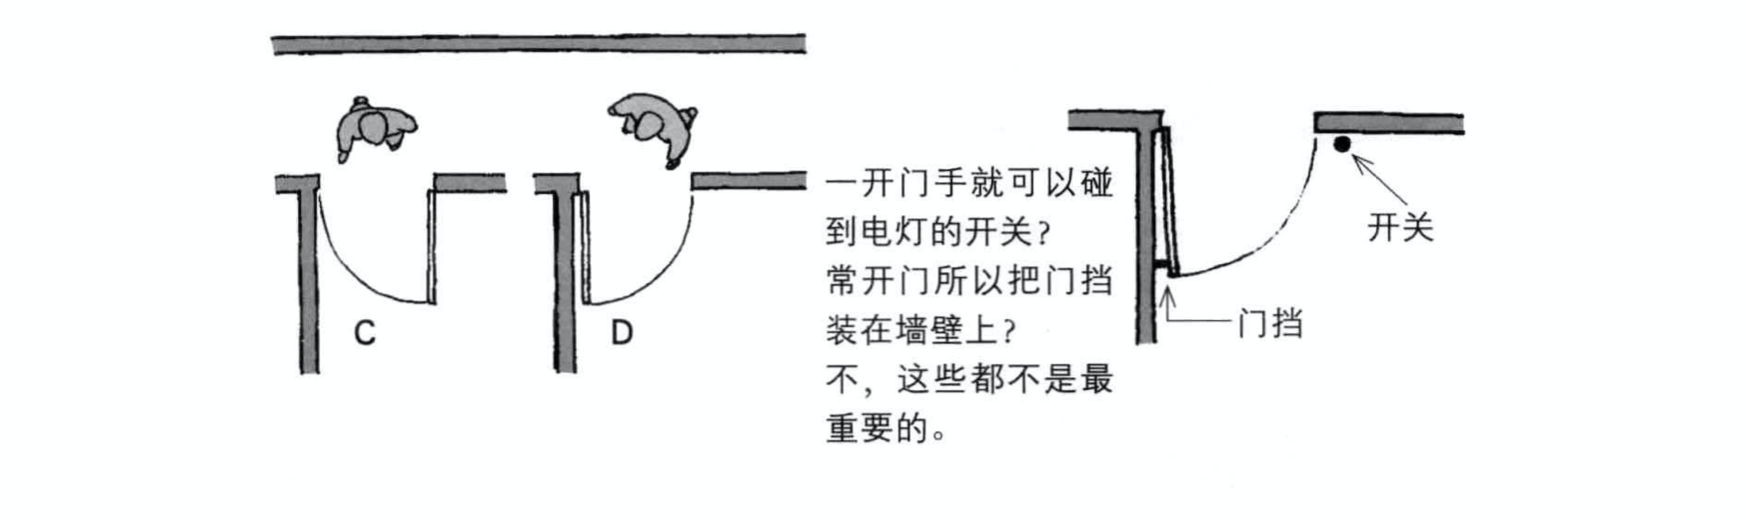 C
D
一开门手就可以碰
到电灯的开关?
常开门所以把门挡
装在墙壁上?
不，这些都不是最
重要的。
开关
门挡